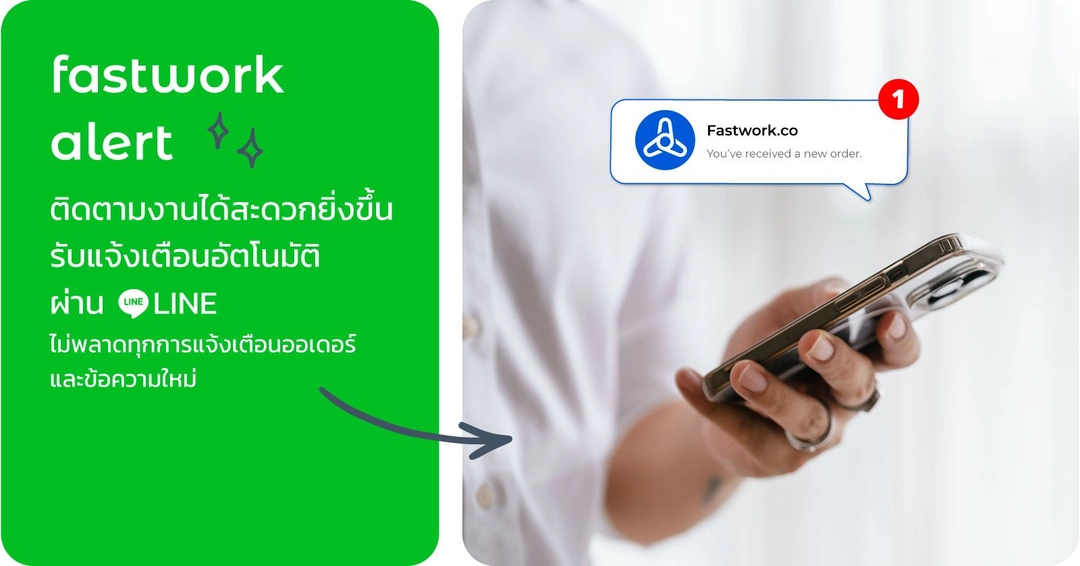 fastwork
alert
ติดตามงานได้สะดวกยิ่งขึ้น
รับแจ้งเตือนอัตโนมัติ
ผ่าน LINE LINE
ไม่พลาดทุกการแจ้งเตือนออเดอร์
และข้อความใหม่
1
Fastwork.co
You've received a new order.